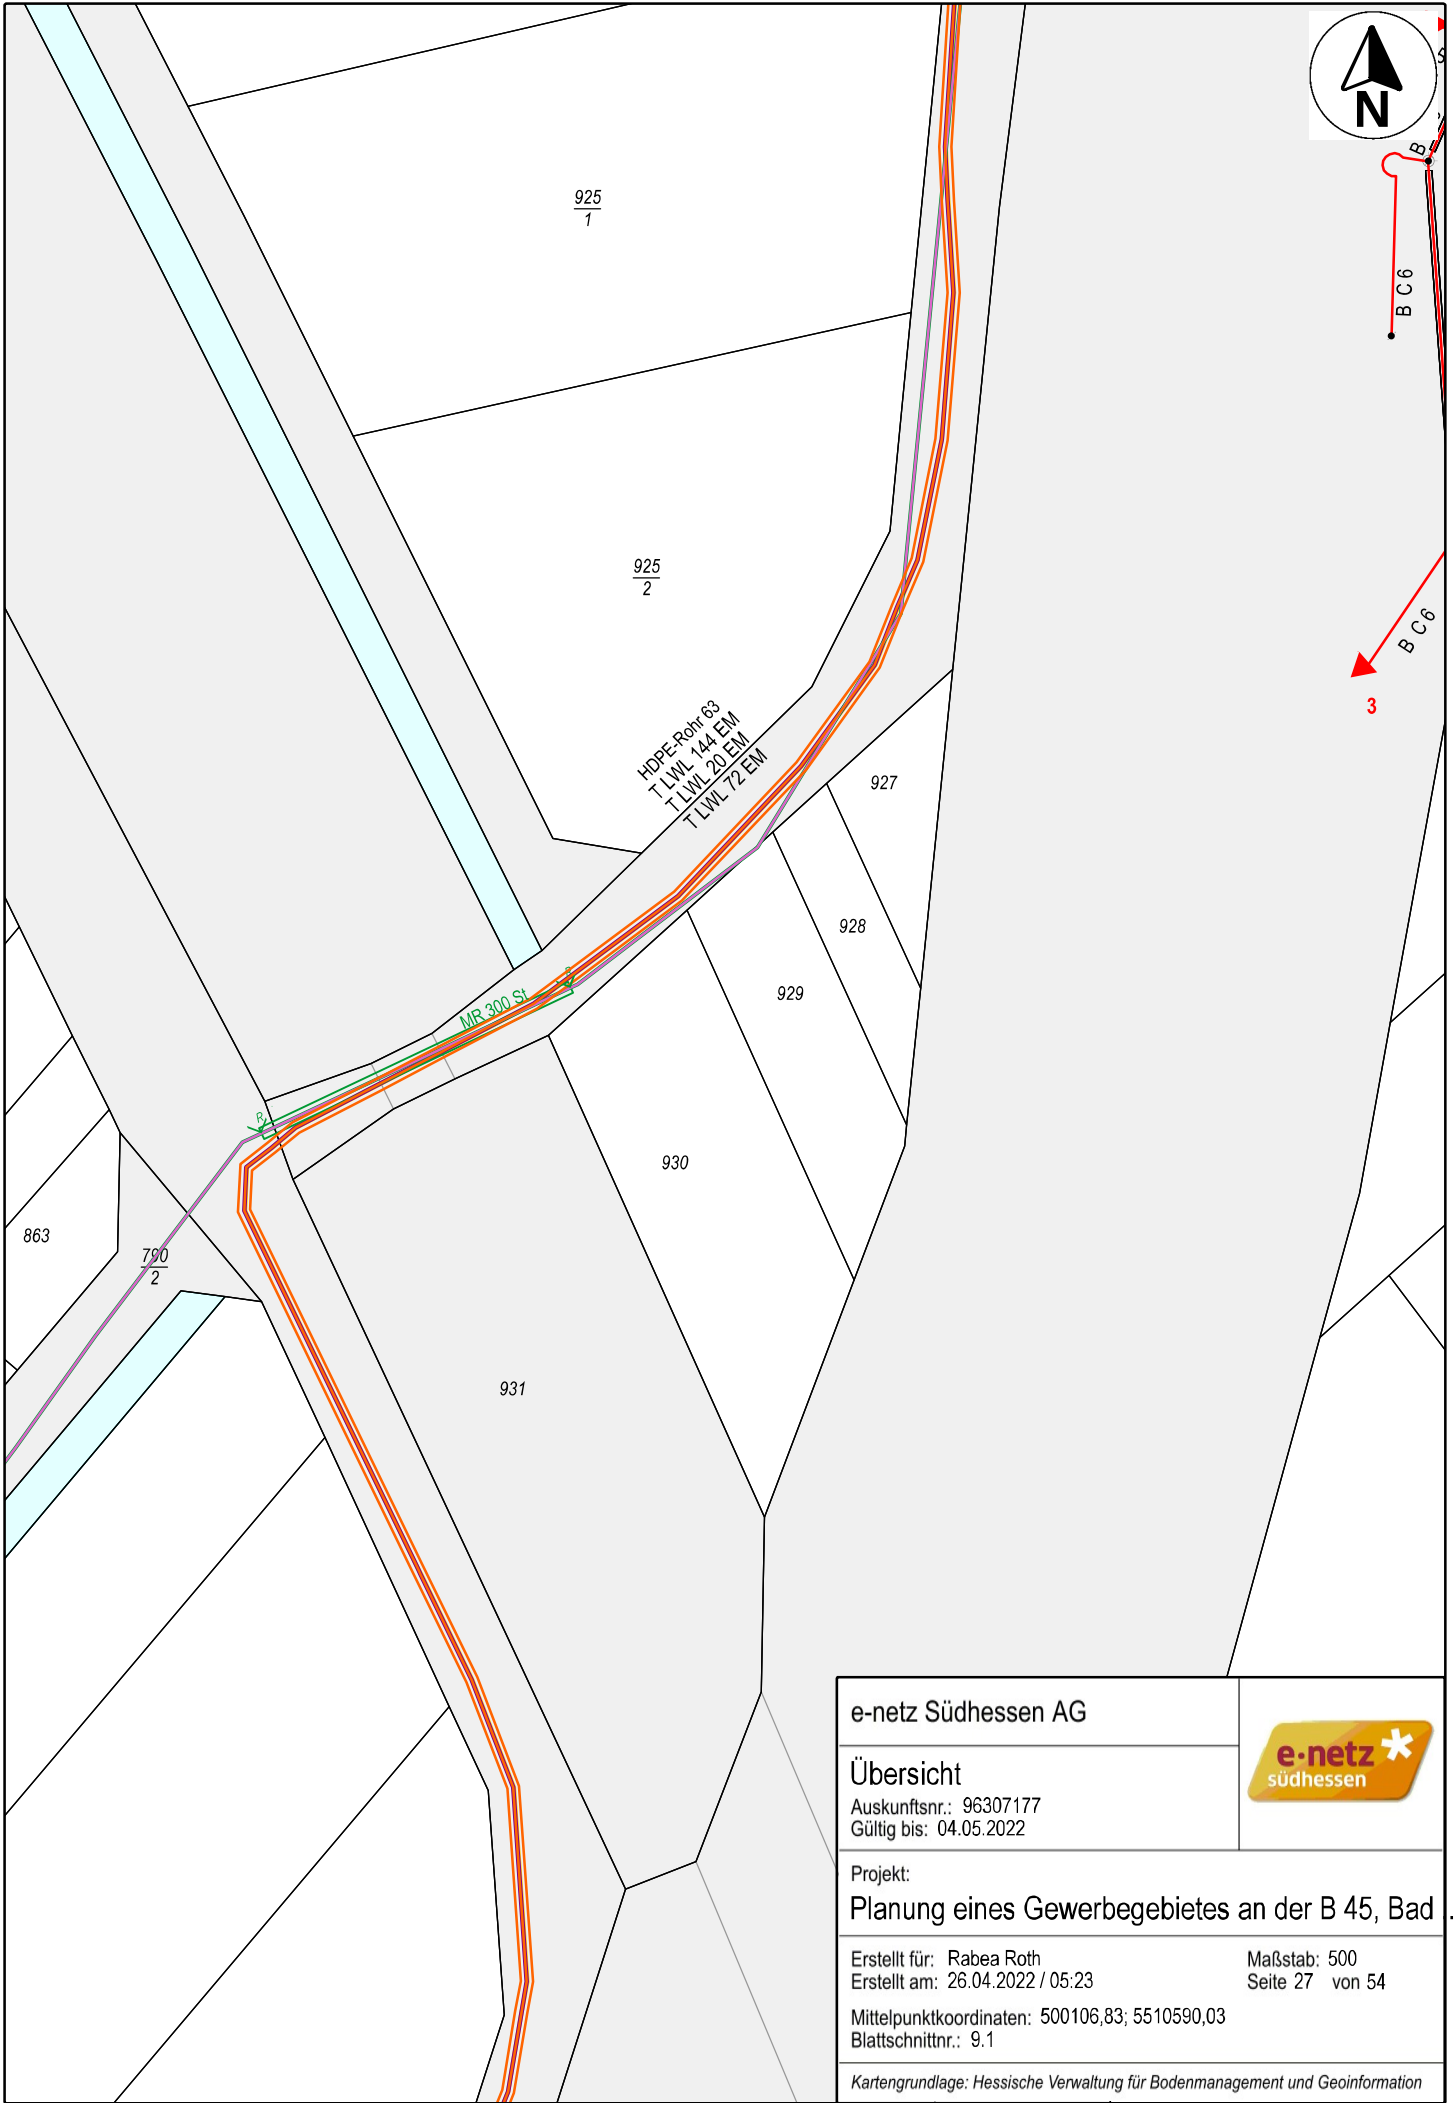 N
5
B
B C 6
925
1
925
2
B C 6
3
HDPE-Rohr 63
T LWL 144 EM
T LWL 20 EM
T LWL 72 EM
927
928
929
MR 300 St
R
930
863
790
2
931
e-netz Südhessen AG
e·netz
südhessen
Übersicht
Auskunftsnr.: 96307177
Gültig bis: 04.05.2022
Projekt:
Planung eines Gewerbegebietes an der B 45, Bad ..
Erstellt für: Rabea Roth
Maßstab: 500
Erstellt am: 26.04.2022 / 05:23
Seite 27 von 54
Mittelpunktkoordinaten: 500106,83; 5510590,03
Blattschnittnr.: 9.1
Kartengrundlage: Hessische Verwaltung für Bodenmanagement und Geoinformation